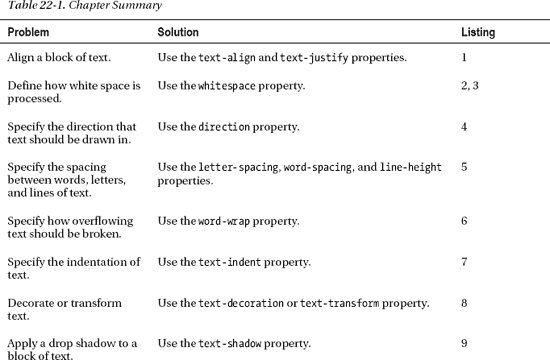 Table 22-1. Chapter Summary
Problem Solution Listing
Align a block of text. Use the text-align and text-justify properties. 1
Define how white space is Use the whitespace property. 2, 3
processed.
Specify the direction that Use the direction property. 4
text should be drawn in.
Specify the spacing Use the letter-spacing, word-spacing, and line-height 5
between words, letters, properties.
and lines of text.
Specify how overflowing Use the word-wrap property. 6
text should be broken.
Specify the indentation of Use the text-indent property. 7
text.
Decorate or transform Use the text-decoration or text-transform property. 8
text.
Apply a drop shadow to a Use the text-shadow property. 9
block of text.